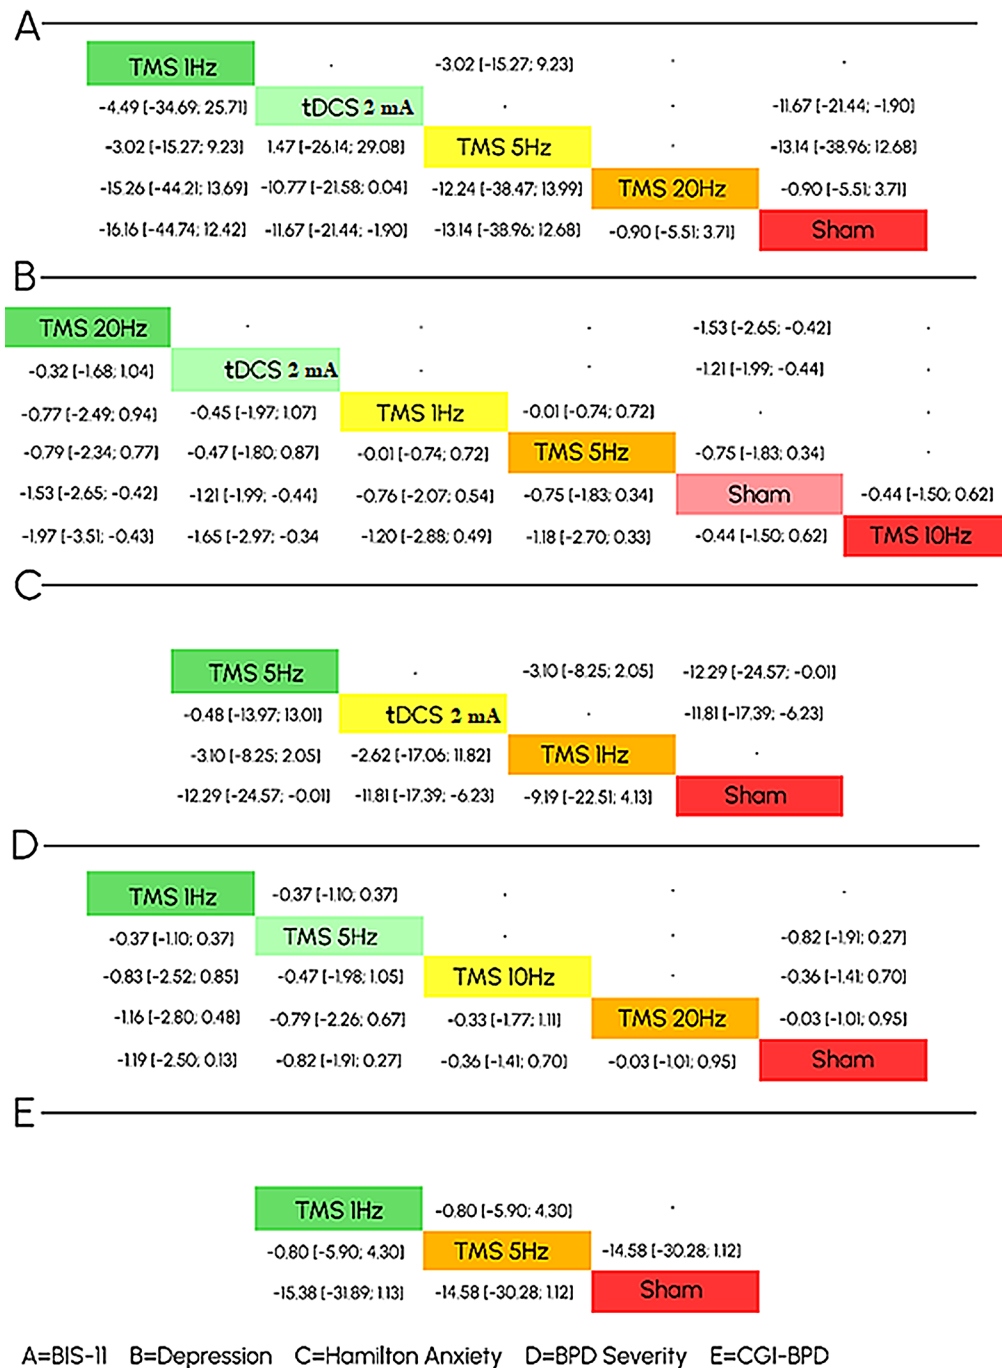 A
TMS 1Hz . -3.02 [-15.27; 9.23] . .
-4.49 [-34.69; 25.71] tDCS 2 mA . . -11.67 [-21.44; -1.90]
-3.02 [-15.27; 9.23] 1.47 [-26.14; 29.08] TMS 5Hz . -13.14 [-38.96; 12.68]
-15.26 [-44.21; 13.69] -10.77 [-21.58; 0.04] -12.24 [-38.47; 13.99] TMS 20Hz -0.90 [-5.51; 3.71]
-16.16 [-44.74; 12.42] -11.67 [-21.44; -1.90] -13.14 [-38.96; 12.68] -0.90 [-5.51; 3.71] Sham
B
TMS 20Hz . . . -1.53 [-2.65; -0.42] .
-0.32 [-1.68; 1.04] tDCS 2 mA . . -1.21 [-1.99; -0.44] .
-0.77 [-2.49; 0.94] -0.45 [-1.97; 1.07] TMS 1Hz -0.01 [-0.74; 0.72] . .
-0.79 [-2.34; 0.77] -0.47 [-1.80; 0.87] -0.01 [-0.74; 0.72] TMS 5Hz -0.75 [-1.83; 0.34] .
-1.53 [-2.65; -0.42] -121 [-1.99; -0.44] -0.76 [-2.07; 0.54] -0.75 [-1.83; 0.34] Sham -0.44 [-1.50; 0.62]
-1.97 [-3.51; -0.43] -1.65 [-2.97; -0.34 -1.20 [-2.88; 0.49] -1.18 [-2.70; 0.33] -0.44 [-1.50; 0.62] TMS 10Hz
C
TMS 5Hz . -3.10 [-8.25; 2.05] -12.29 [-24.57; -0.01]
-0.48 [-13.97; 13.01] tDCS 2 mA . -11.81 [-17.39; -6.23]
-3.10 [-8.25; 2.05] -2.62 [-17.06; 11.82] TMS 1Hz .
-12.29 [-24.57; -0.01] -11.81 [-17.39; -6.23] -9.19 [-22.51; 4.13] Sham
D
TMS 1Hz -0.37 [-1.10; 0.37] . . .
-0.37 [-1.10; 0.37] TMS 5Hz . . -0.82 [-1.91; 0.27]
-0.83 [-2.52; 0.85] -0.47 [-1.98; 1.05] TMS 10Hz . -0.36 [-1.41; 0.70]
-1.16 [-2.80; 0.48] -0.79 [-2.26; 0.67] -0.33 [-1.77; 1.11] TMS 20Hz -0.03 [-1.01; 0.95]
-1.19 [-2.50; 0.13] -0.82 [-1.91; 0.27] -0.36 [-1.41; 0.70] -0.03 [-1.01; 0.95] Sham
E
TMS 1Hz -0.80 [-5.90; 4.30] .
-0.80 [-5.90; 4.30] TMS 5Hz -14.58 [-30.28; 1.12]
-15.38 [-31.89; 1.13] -14.58 [-30.28; 1.12] Sham
A=BIS-11 B=Depression C=Hamilton Anxiety D=BPD Severity E=CGI-BPD